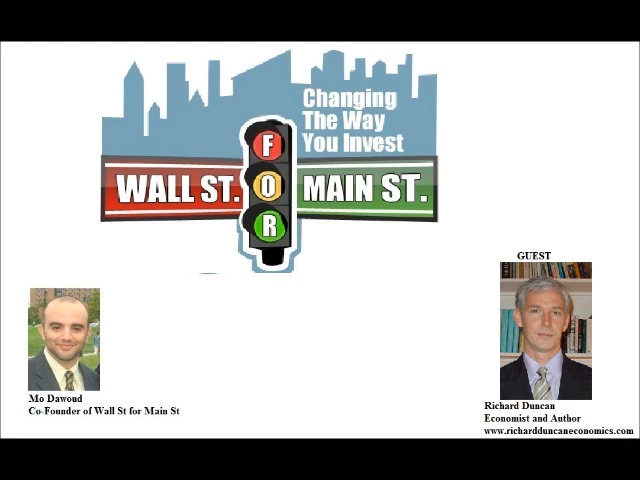 Changing
The Way
You Invest
WALL ST. FOR MAIN ST.
GUEST
Mo Dawoud
Co-Founder of Wall St for Main St
Richard Duncan
Economist and Author
www.richardduncaneconomics.com